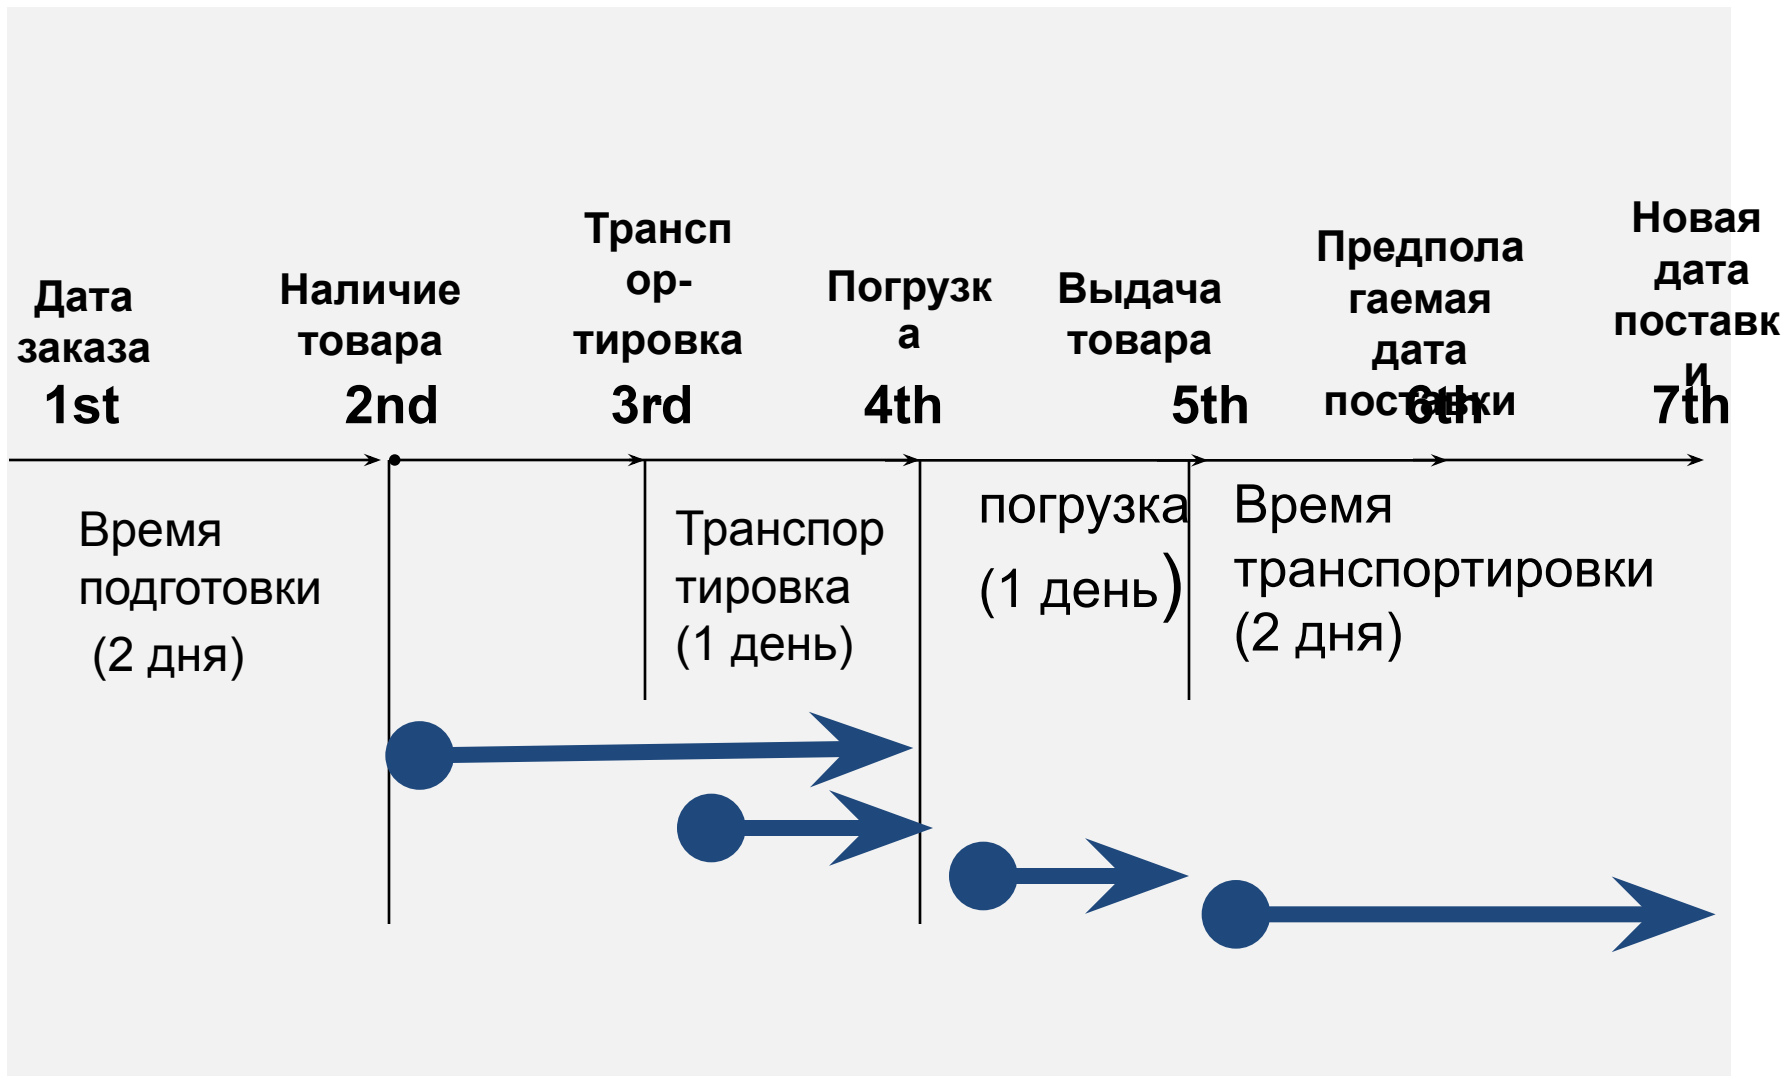 Дата
заказа
1st
Наличие
товара
2nd
Трансп
ор-
тировка
3rd
Погрузк
а
4th
Выдача
товара
5th
Предпола
гаемая
дата
поставки
6th
Новая
дата
поставк
и
7th
Время
подготовки
(2 дня)
Транспор
тировка
(1 день)
погрузка
(1 день)
Время
транспортировки
(2 дня)